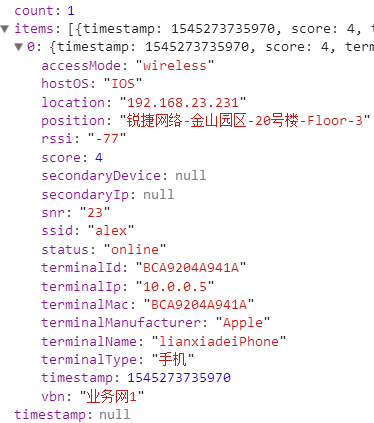 count: 1
items: [{timestamp: 1545273735970, score: 4, t
0: {timestamp: 1545273735970, score: 4, term
accessMode: "wireless"
hostOS: "IOS"
location: "192.168.23.231"
position: "锐捷网络-金山园区-20号楼-Floor-3"
rssi: "-77"
score: 4
secondaryDevice: null
secondaryIp: null
snr: "23"
ssid: "alex"
status: "online"
terminalId: "BCA9204A941A"
terminalIp: "10.0.0.5"
terminalMac: "BCA9204A941A"
terminalManufacturer: "Apple"
terminalName: "lianxiadeiPhone"
terminalType: "手机"
timestamp: 1545273735970
vbn: "业务网1"
timestamp: null